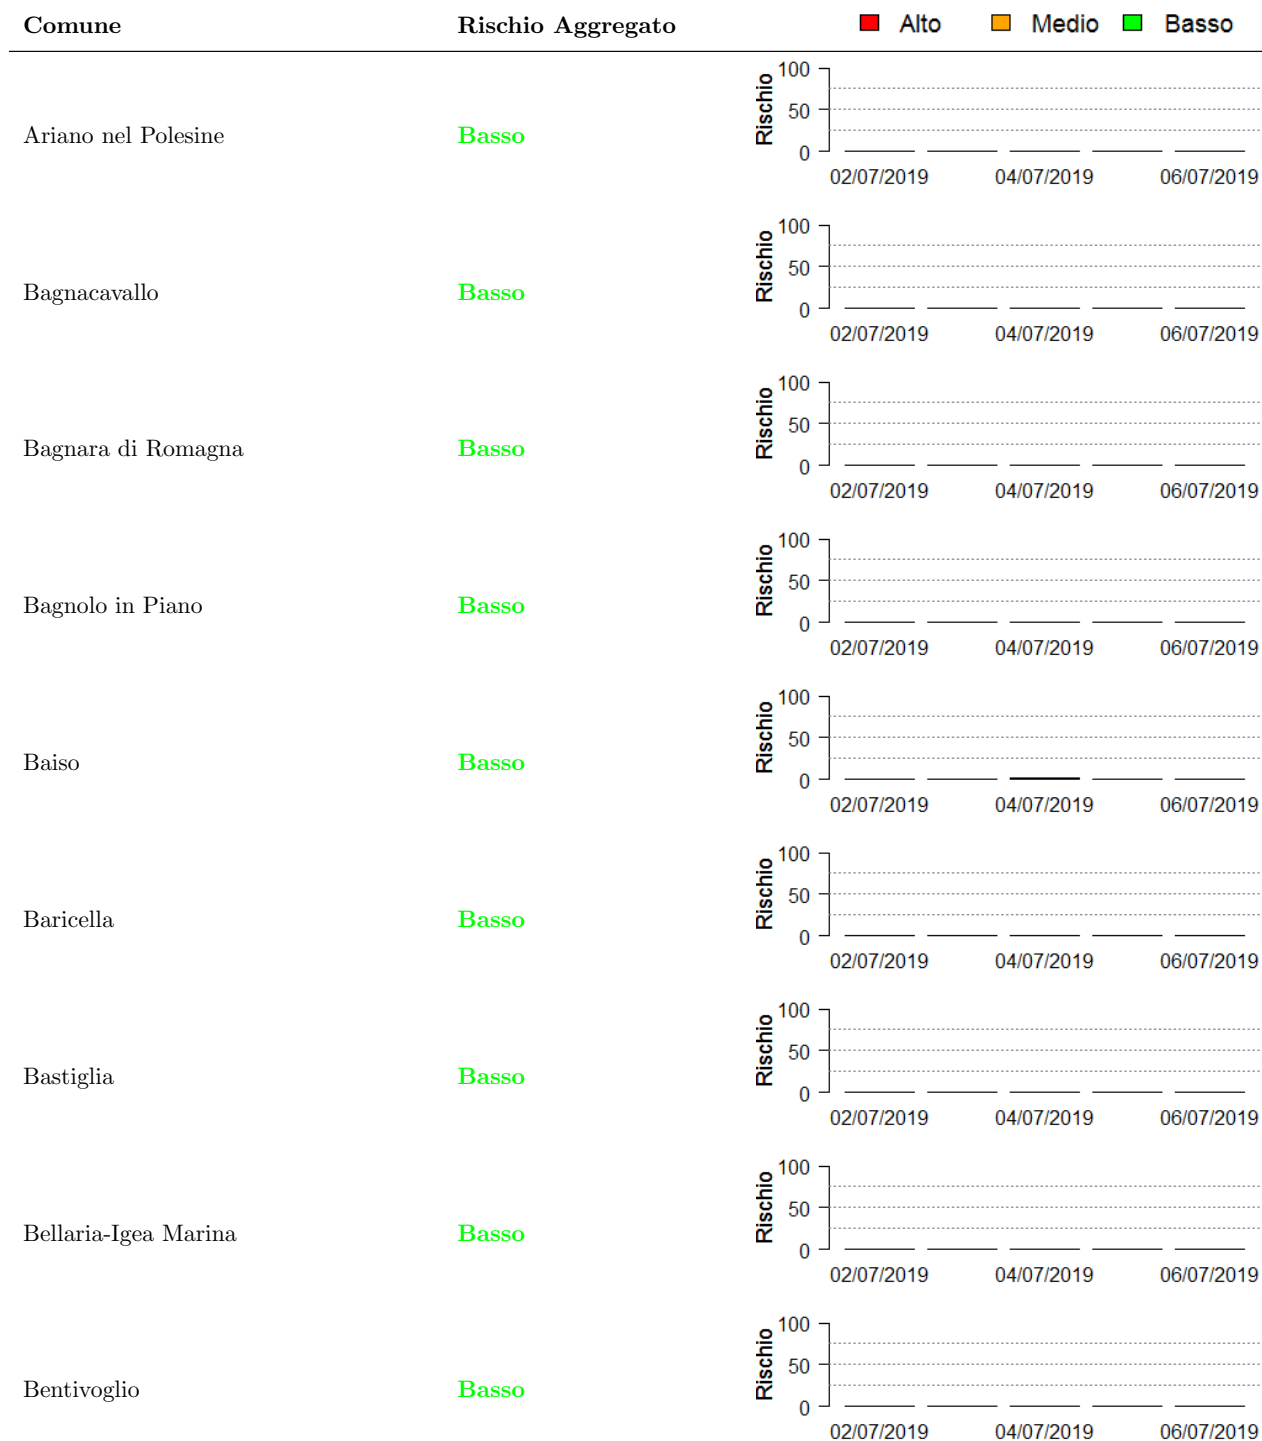 Comune Rischio Aggregato Alto Medio Basso
100
Rischio
50
Ariano nel Polesine Basso
0
02/07/2019 04/07/2019 06/07/2019
100
Rischio
50
Bagnacavallo Basso
0
02/07/2019 04/07/2019 06/07/2019
100
Rischio
50
Bagnara di Romagna Basso
0
02/07/2019 04/07/2019 06/07/2019
100
Rischio
50
Bagnolo in Piano Basso
0
02/07/2019 04/07/2019 06/07/2019
100
Rischio
50
Baiso Basso
0
02/07/2019 04/07/2019 06/07/2019
100
Rischio
50
Baricella Basso
0
02/07/2019 04/07/2019 06/07/2019
100
Rischio
50
Bastiglia Basso
0
02/07/2019 04/07/2019 06/07/2019
100
Rischio
50
Bellaria-Igea Marina Basso
0
02/07/2019 04/07/2019 06/07/2019
100
Rischio
50
Bentivoglio Basso
0
02/07/2019 04/07/2019 06/07/2019